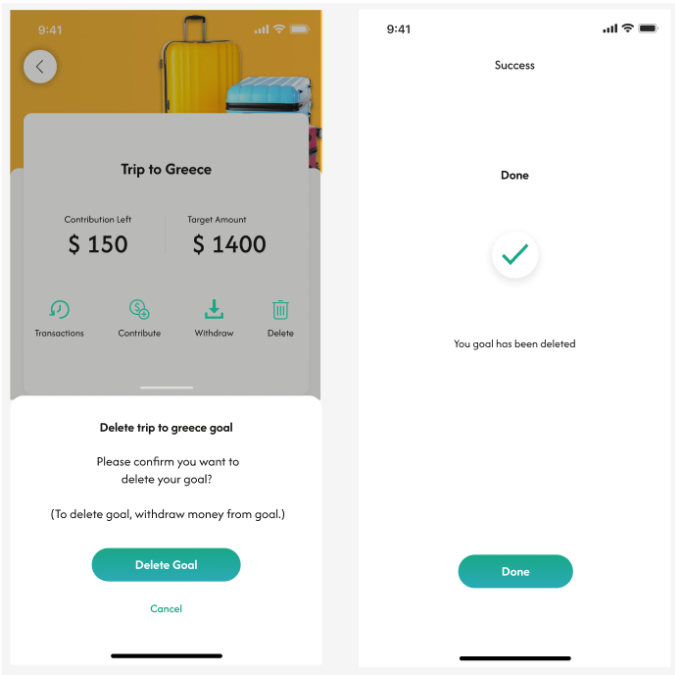 9:41
Trip to Greece
Contribution Left
Target Amount
$ 150
$ 1400
Transactions
Contribute
Withdraw
Delete
Delete trip to greece goal
Please confirm you want to
delete your goal?
(To delete goal, withdraw money from goal.)
Delete Goal
Cancel
9:41
Success
Done
You goal has been deleted
Done